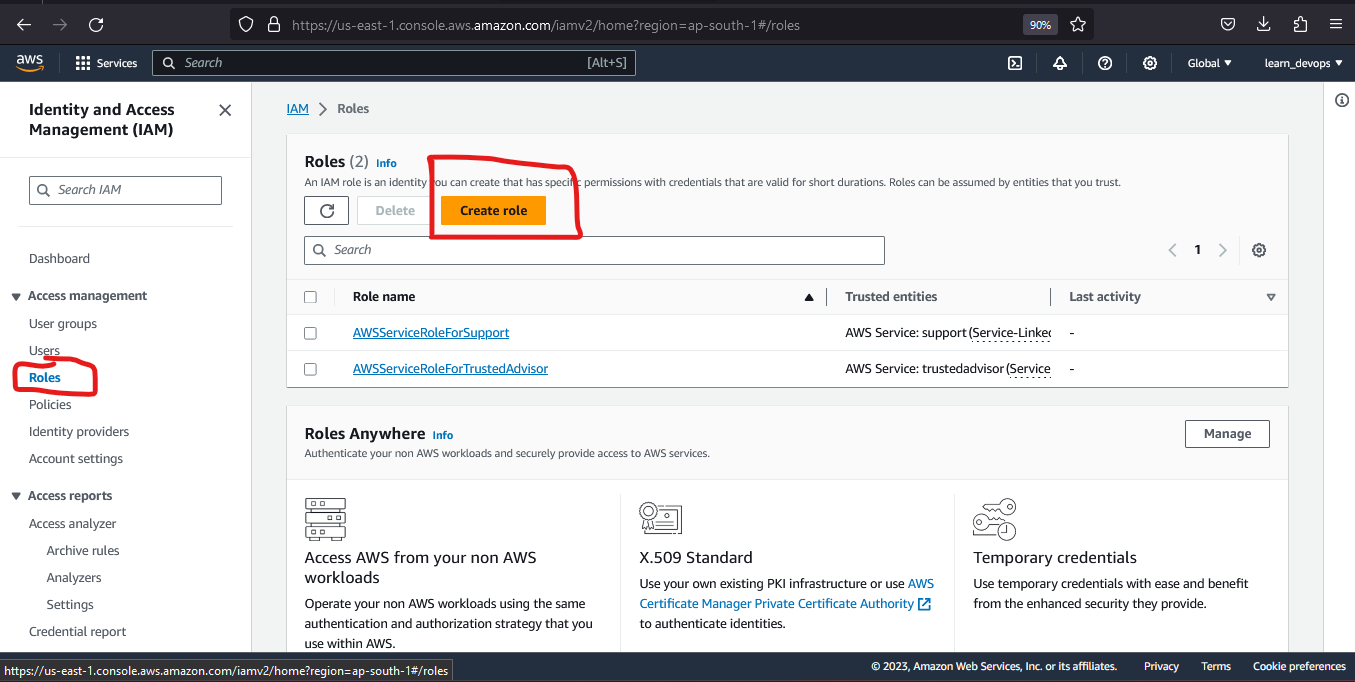 https://us-east-1.console.aws.amazon.com/iamv2/home?region=ap-south-1#/roles
90%
aws
Services
Search
[Alt+S]
Global
learn_devops
Identity and Access
Management (IAM)
Search IAM
Dashboard
Access management
User groups
Users
Roles
Policies
Identity providers
Account settings
Access reports
Access analyzer
Archive rules
Analyzers
Settings
Credential report
IAM
Roles
Roles (2) Info
An IAM role is an identity you can create that has specific permissions with credentials that are valid for short durations. Roles can be assumed by entities that you trust.
Delete
Create role
Search
1
Role name
Trusted entities
Last activity
AWSServiceRoleForSupport
AWS Service: support (Service-Linked
-
AWSServiceRoleForTrustedAdvisor
AWS Service: trustedadvisor (Service
-
Roles Anywhere Info
Authenticate your non AWS workloads and securely provide access to AWS services.
Manage
Access AWS from your non AWS
workloads
Operate your non AWS workloads using the same
authentication and authorization strategy that you
use within AWS.
X.509 Standard
Use your own existing PKI infrastructure or use AWS
Certificate Manager Private Certificate Authority
to authenticate identities.
Temporary credentials
Use temporary credentials with ease and benefit
from the enhanced security they provide.
https://us-east-1.console.aws.amazon.com/iamv2/home?region=ap-south-1#/roles
© 2023, Amazon Web Services, Inc. or its affiliates.
Privacy
Terms
Cookie preferences